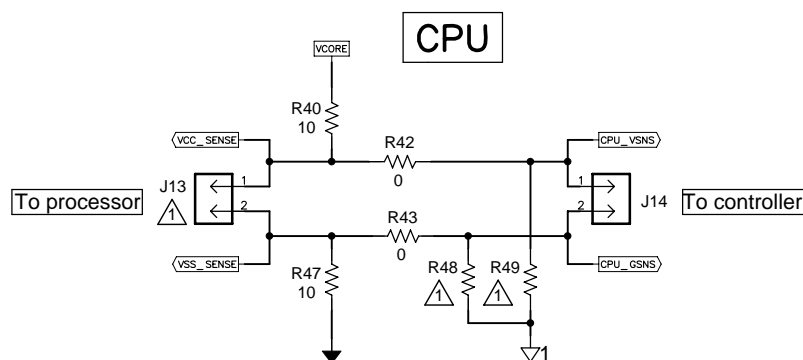 CPU
VCORE
R40
10
VCC_SENSE
R42
0
CPU_VSNS
1
1
To processor
J13
1
2
2
J14
To controller
R43
0
VSS_SENSE
R47
10
R48
1
R49
1
CPU_GSNS
1